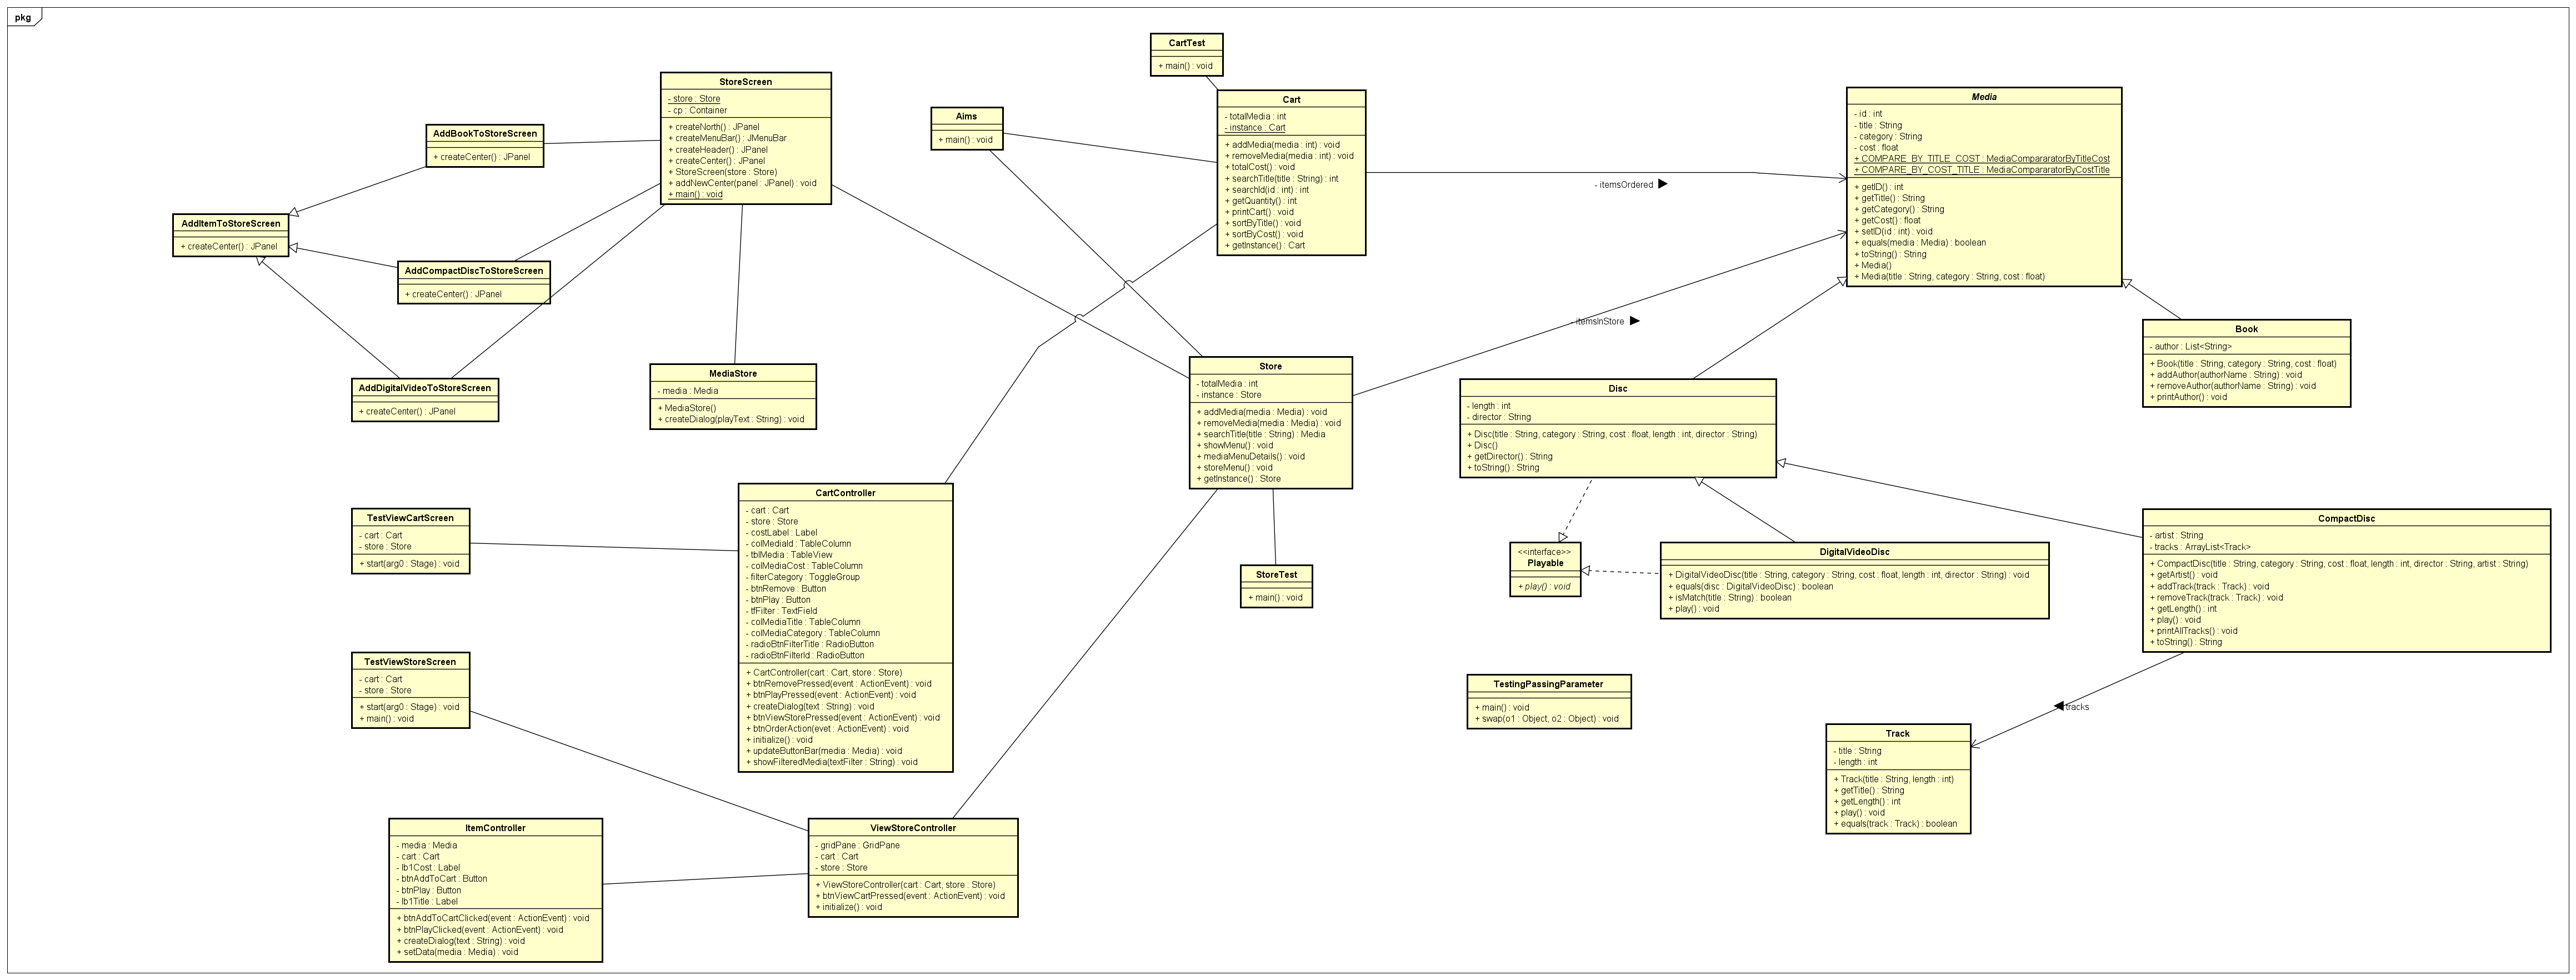 pkg
CartTest
+ main() : void
StoreScreen
- store : Store
- cp : Container
+ createNorth() : JPanel
+ createMenuBar() : JMenuBar
+ createHeader() : JPanel
+ createCenter() : JPanel
+ StoreScreen(store : Store)
+ addNewCenter(panel : JPanel) : void
+ main() : void
Cart
- totalMedia : int
- instance : Cart
+ addMedia(media : int) : void
+ removeMedia(media : int) : void
+ totalCost() : void
+ searchTitle(title : String) : int
+ searchId(id : int) : int
+ getQuantity() : int
+ printCart() : void
+ sortByTitle() : void
+ sortByCost() : void
+ getInstance() : Cart
Media
- id : int
- title : String
- category : String
- cost : float
+ COMPARE_BY_TITLE_COST : MediaCompararatorByTitleCost
+ COMPARE_BY_COST_TITLE : MediaCompararatorByCostTitle
+ getID() : int
+ getTitle() : String
+ getCategory() : String
+ getCost() : float
+ setID(id : int) : void
+ equals(media : Media) : boolean
+ toString() : String
+ Media()
+ Media(title : String, category : String, cost : float)
Aims
+ main() : void
AddBookToStoreScreen
+ createCenter() : JPanel
- itemsOrdered
AddItemToStoreScreen
+ createCenter() : JPanel
AddCompactDiscToStoreScreen
+ createCenter() : JPanel
- itemsInStore
Book
- author : List<String>
+ Book(title : String, category : String, cost : float)
+ addAuthor(authorName : String) : void
+ removeAuthor(authorName : String) : void
+ printAuthor() : void
AddDigitalVideoToStoreScreen
+ createCenter() : JPanel
MediaStore
- media : Media
+ MediaStore()
+ createDialog(playText : String) : void
Store
- totalMedia : int
- instance : Store
+ addMedia(media : Media) : void
+ removeMedia(media : Media) : void
+ searchTitle(title : String) : Media
+ showMenu() : void
+ mediaMenuDetails() : void
+ storeMenu() : void
+ getInstance() : Store
Disc
- length : int
- director : String
+ Disc(title : String, category : String, cost : float, length : int, director : String)
+ Disc()
+ getDirector() : String
+ toString() : String
CartController
- cart : Cart
- store : Store
- costLabel : Label
- colMediaId : TableColumn
- tblMedia : TableView
- colMediaCost : TableColumn
- filterCategory : ToggleGroup
- btnRemove : Button
- btnPlay : Button
- tfFilter : TextField
- colMediaTitle : TableColumn
- colMediaCategory : TableColumn
- radioBtnFilterTitle : RadioButton
- radioBtnFilterId : RadioButton
+ CartController(cart : Cart, store : Store)
+ btnRemovePressed(event : ActionEvent) : void
+ btnPlayPressed(event : ActionEvent) : void
+ createDialog(text : String) : void
+ btnViewStorePressed(event : ActionEvent) : void
+ btnOrderAction(evet : ActionEvent) : void
+ initialize() : void
+ updateButtonBar(media : Media) : void
+ showFilteredMedia(textFilter : String) : void
TestViewCartScreen
- cart : Cart
- store : Store
+ start(arg0 : Stage) : void
CompactDisc
- artist : String
- tracks : ArrayList<Track>
+ CompactDisc(title : String, category : String, cost : float, length : int, director : String, artist : String)
+ getArtist() : void
+ addTrack(track : Track) : void
+ removeTrack(track : Track) : void
+ getLength() : int
+ play() : void
+ printAllTracks() : void
+ toString() : String
<<interface>>
Playable
+ play() : void
DigitalVideoDisc
+ DigitalVideoDisc(title : String, category : String, cost : float, length : int, director : String) : void
+ equals(disc : DigitalVideoDisc) : boolean
+ isMatch(title : String) : boolean
+ play() : void
StoreTest
+ main() : void
TestViewStoreScreen
- cart : Cart
- store : Store
+ start(arg0 : Stage) : void
+ main() : void
TestingPassingParameter
+ main() : void
+ swap(o1 : Object, o2 : Object) : void
- tracks
Track
- title : String
- length : int
+ Track(title : String, length : int)
+ getTitle() : String
+ getLength() : int
+ play() : void
+ equals(track : Track) : boolean
ItemController
- media : Media
- cart : Cart
- lb1Cost : Label
- btnAddToCart : Button
- btnPlay : Button
- lb1Title : Label
+ btnAddToCartClicked(event : ActionEvent) : void
+ btnPlayClicked(event : ActionEvent) : void
+ createDialog(text : String) : void
+ setData(media : Media) : void
ViewStoreController
- gridPane : GridPane
- cart : Cart
- store : Store
+ ViewStoreController(cart : Cart, store : Store)
+ btnViewCartPressed(event : ActionEvent) : void
+ initialize() : void